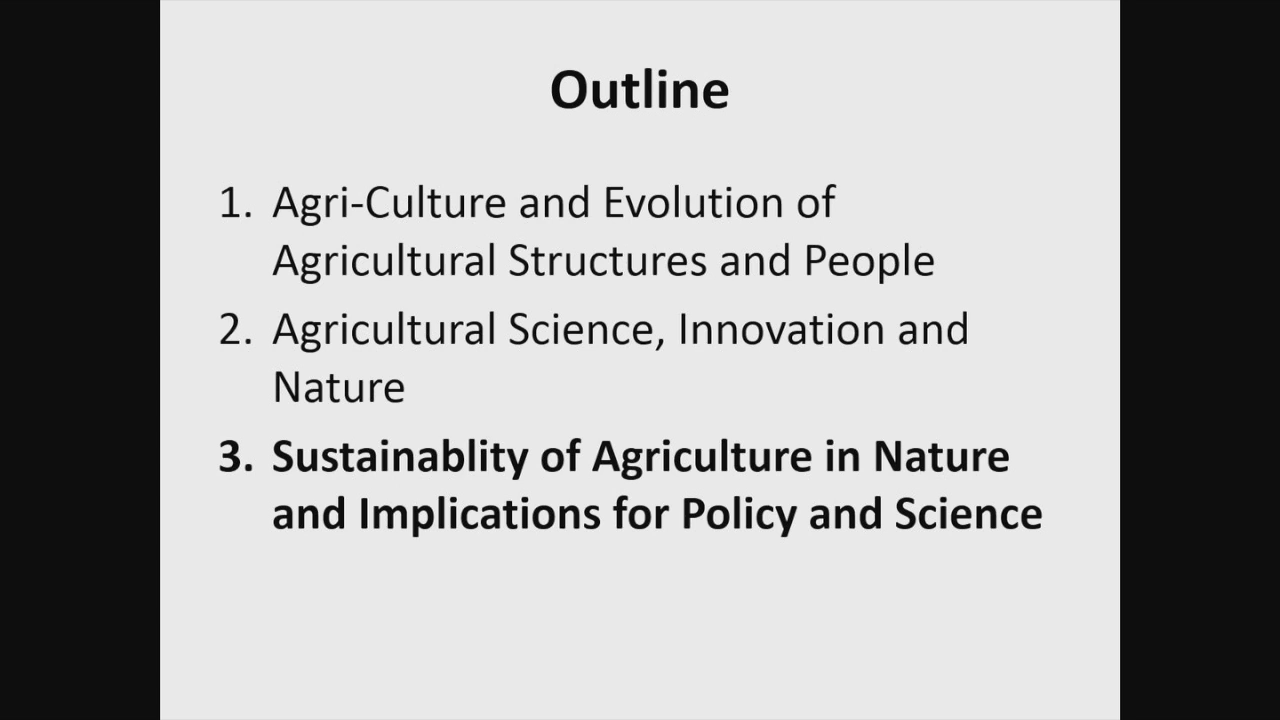 Outline
1. Agri-Culture and Evolution of
Agricultural Structures and People
2. Agricultural Science, Innovation and
Nature
3. Sustainablity of Agriculture in Nature
and Implications for Policy and Science